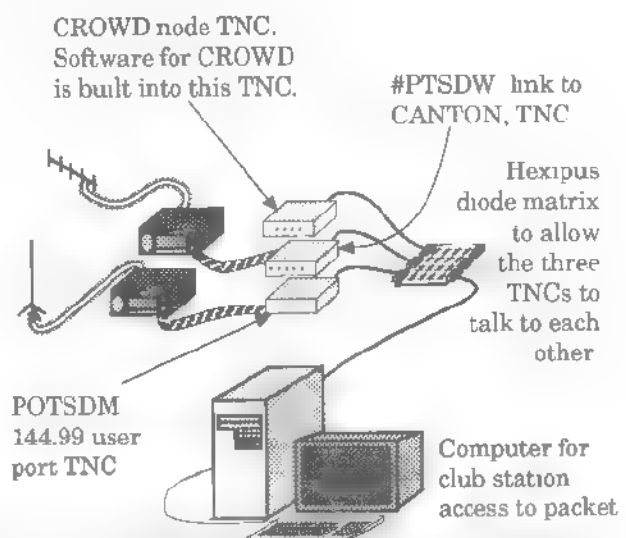 CROWD node TNC.
Software for CROWD
is built into this TNC.
#PTSDW link to
CANTON, TNC
Hexipus
diode matrix
to allow
the three
TNCs to
talk to each
other
POTSDM
144.99 user
port TNC
Computer for
club station
access to packet